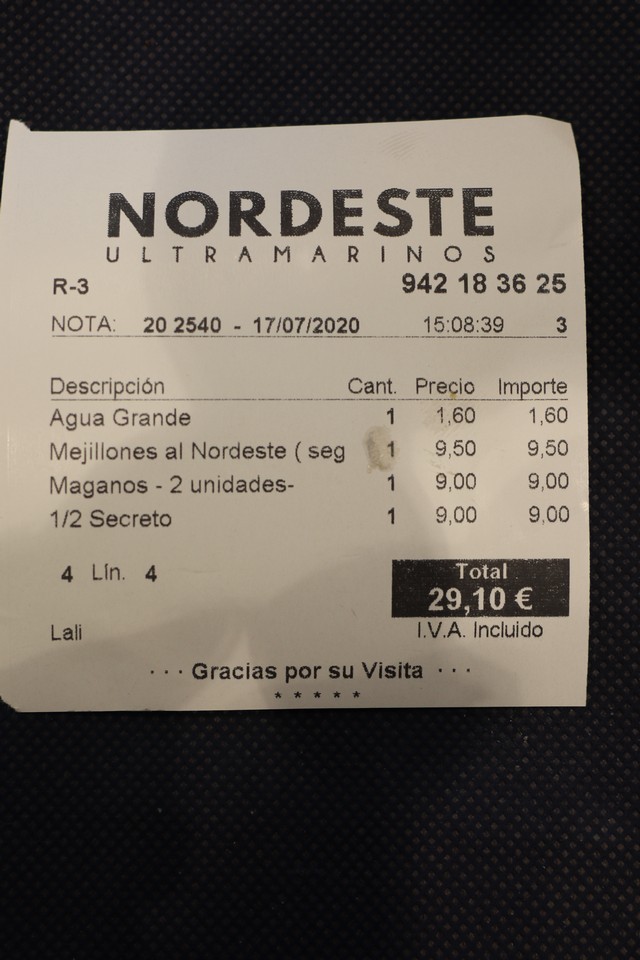 NORDESTE
ULTRAMARINOS
R-3 942 18 36 25
NOTA: 20 2540 - 17/07/2020 15:08:39 3
Descripción Cant. Precio Importe
Agua Grande 1 1,60 1,60
Mejillones al Nordeste ( seg 1 9,50 9,50
Maganos - 2 unidades- 1 9,00 9,00
1/2 Secreto 1 9,00 9,00
4 Lín. 4 Total
29,10 €
Lali I.V.A. Incluido
· · · Gracias por su Visita · · ·
* * * * *